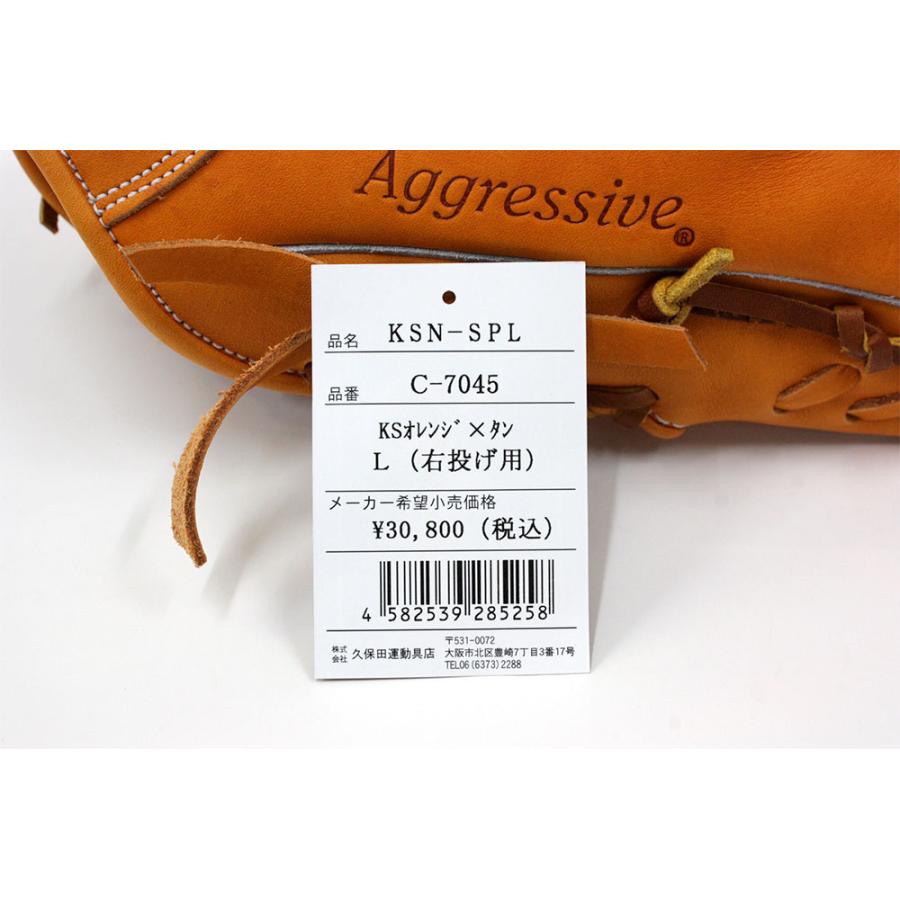 Aggressive®
品名 KSN-SPL
品番 C-7045
KSｵﾚﾝｼﾞ×ﾀﾝ
L (右投げ用)
メーカー希望小売価格
¥30,800 (税込)
4 582539 285258
株式会社 久保田運動具店
〒531-0072
大阪市北区豊崎7丁目3番17号
TEL06(6373)2288